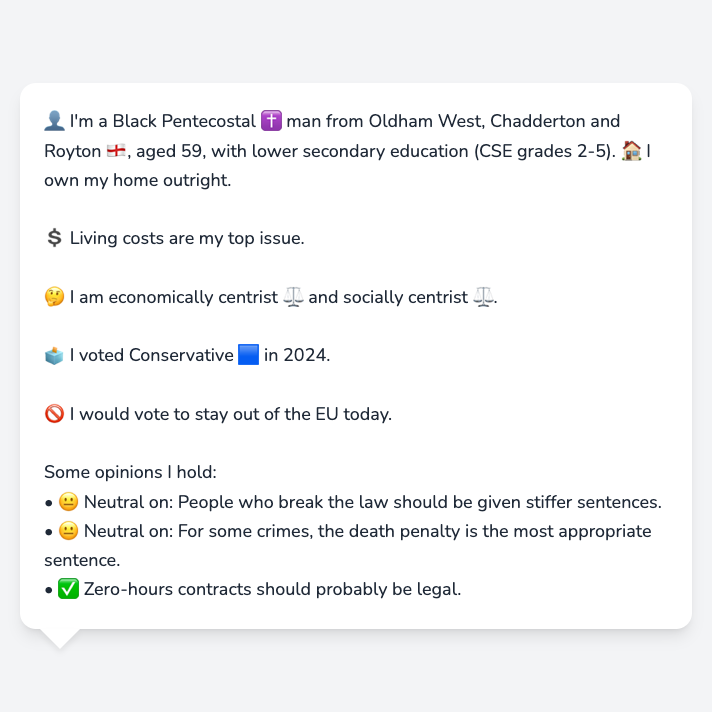 👤 I'm a Black Pentecostal ✝️ man from Oldham West, Chadderton and
Royton 🏴󠁧󠁢󠁥󠁮󠁧󠁿, aged 59, with lower secondary education (CSE grades 2-5). 🏠 I
own my home outright.
💲 Living costs are my top issue.
🤔 I am economically centrist ⚖️ and socially centrist ⚖️.
🗳️ I voted Conservative 🟦 in 2024.
🚫 I would vote to stay out of the EU today.
Some opinions I hold:
• 😐 Neutral on: People who break the law should be given stiffer sentences.
• 😐 Neutral on: For some crimes, the death penalty is the most appropriate
sentence.
• ✅ Zero-hours contracts should probably be legal.